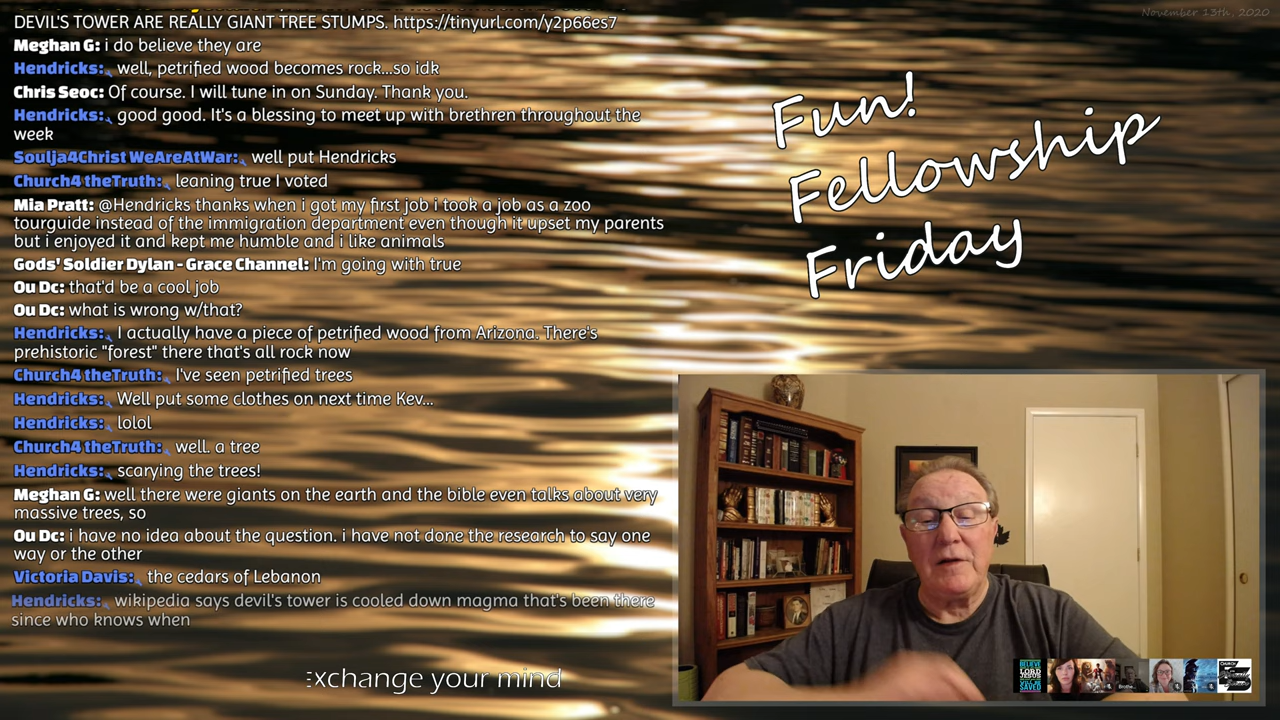 DEVIL'S TOWER ARE REALLY GIANT TREE STUMPS. https://tinyurl.com/y2p66es7
Meghan G: i do believe they are
Hendricks: well, petrified wood becomes rock...so idk
Chris Seoc: Of course. I will tune in on Sunday. Thank you.
Hendricks: good good. It's a blessing to meet up with brethren throughout the
week
Soulja4Christ WeAreAtWar: well put Hendricks
Church4 theTruth: leaning true I voted
Mia Pratt: @Hendricks thanks when i got my first job i took a job as a zoo
tourguide instead of the immigration department even though it upset my parents
but i enjoyed it and kept me humble and i like animals
Gods' Soldier Dylan - Grace Channel: I'm going with true
Ou Dc: that'd be a cool job
Ou Dc: what is wrong w/that?
Hendricks: I actually have a piece of petrified wood from Arizona. There's
prehistoric "forest" there that's all rock now
Church4 theTruth: I've seen petrified trees
Hendricks: Well put some clothes on next time Kev...
Hendricks: lolol
Church4 theTruth: well. a tree
Hendricks: scarying the trees!
Meghan G: well there were giants on the earth and the bible even talks about very
massive trees, so
Ou Dc: i have no idea about the question. i have not done the research to say one
way or the other
Victoria Davis: the cedars of Lebanon
Hendricks: wikipedia says devil's tower is cooled down magma that's been there
since who knows when
xchange your mind
November 13th, 2020
Fun!
Fellowship
Friday
BELIEVE
LORD
JESUS
SAVED
CHURCH